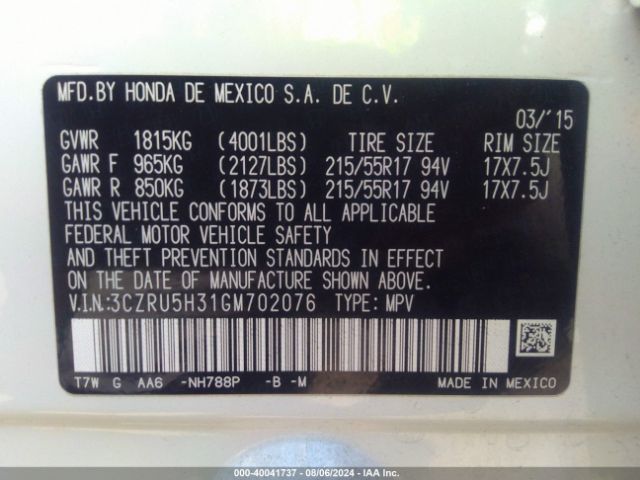 MFD.BY HONDA DE MEXICO S.A. DE C.V.
03/'15
GVWR 1815KG (4001LBS) TIRE SIZE RIM SIZE
GAWR F 965KG (2127LBS) 215/55R17 94V 17X7.5J
GAWR R 850KG (1873LBS) 215/55R17 94V 17X7.5J
THIS VEHICLE CONFORMS TO ALL APPLICABLE
FEDERAL MOTOR VEHICLE SAFETY
AND THEFT PREVENTION STANDARDS IN EFFECT
ON THE DATE OF MANUFACTURE SHOWN ABOVE.
V.I.N.:3CZRU5H31GM702076 TYPE: MPV
T7W G AA6 -NH788P -B -M MADE IN MEXICO
000-40041737 - 08/06/2024 - IAA Inc.